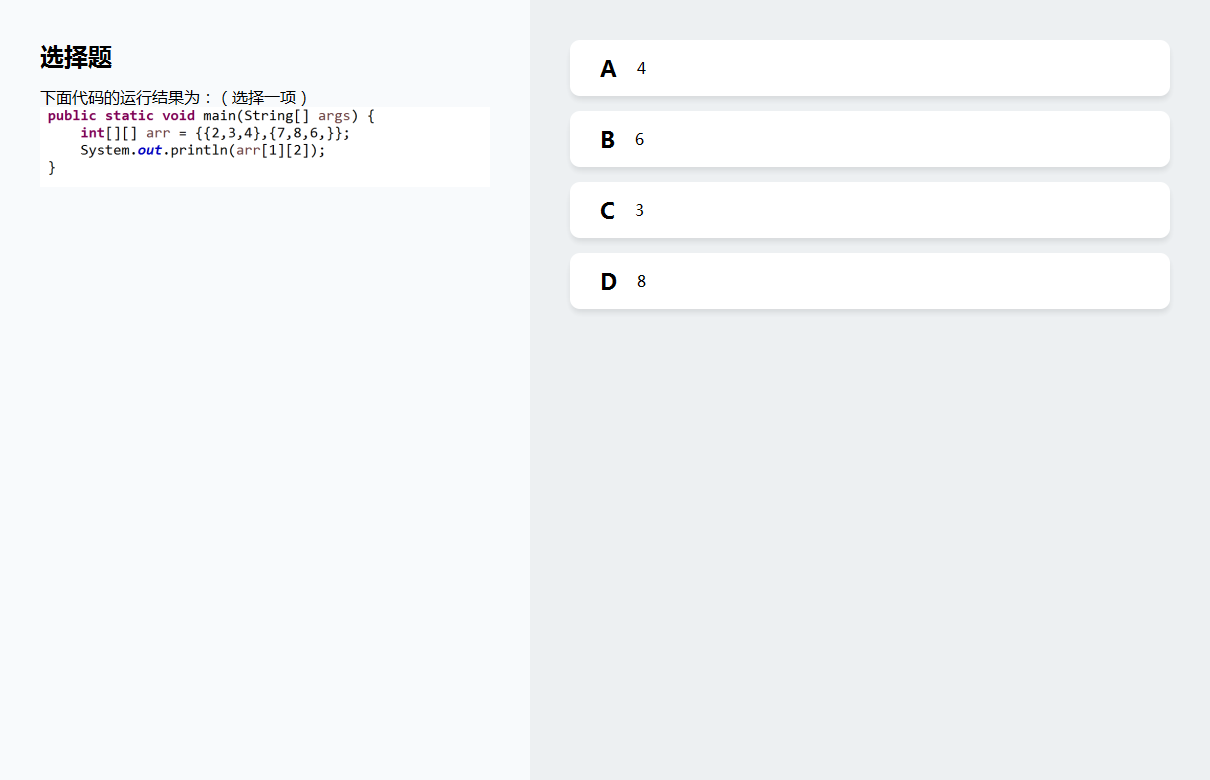 选择题
下面代码的运行结果为：（选择一项）
public static void main(String[] args) {
    int[][] arr = {{2,3,4},{7,8,6,}};
    System.out.println(arr[1][2]);
}
A 4
B 6
C 3
D 8